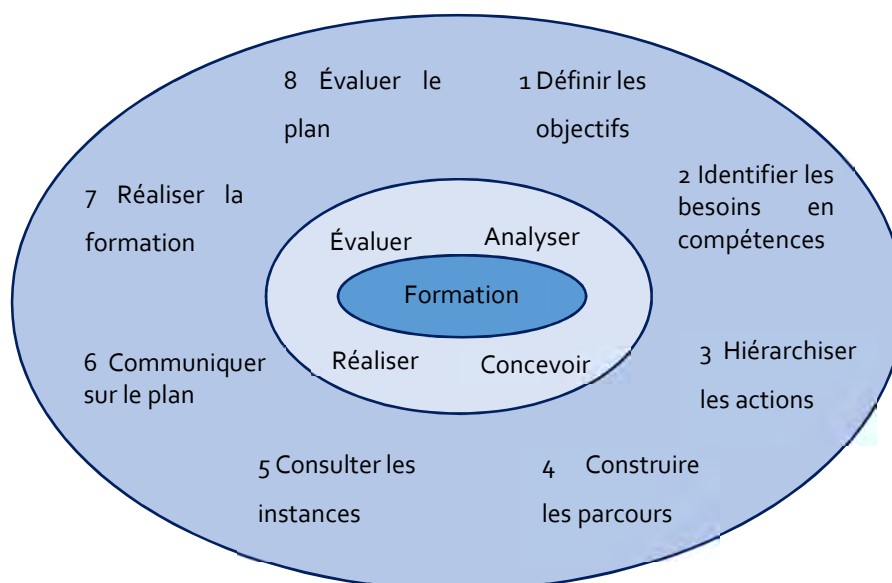 8 Évaluer le
plan
1 Définir les
objectifs
2 Identifier les
besoins en
compétences
3 Hiérarchiser
les actions
4 Construire
les parcours
5 Consulter les
instances
6 Communiquer
sur le plan
7 Réaliser la
formation
Évaluer
Analyser
Formation
Réaliser
Concevoir